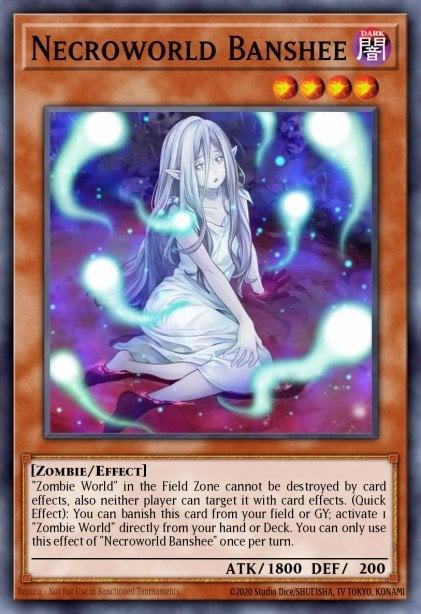 Necroworld Banshee
DARK
闇
[Zombie/Effect]
"Zombie World" in the Field Zone cannot be destroyed by card
effects, also neither player can target it with card effects. (Quick
Effect): You can banish this card from your field or GY; activate 1
"Zombie World" directly from your hand or Deck. You can only use
this effect of "Necroworld Banshee" once per turn.
ATK/1800 DEF/ 200
Replica - Not For Use in Sanctioned Tournaments
©2020 Studio Dice/SHUEISHA, TV TOKYO, KONAMI